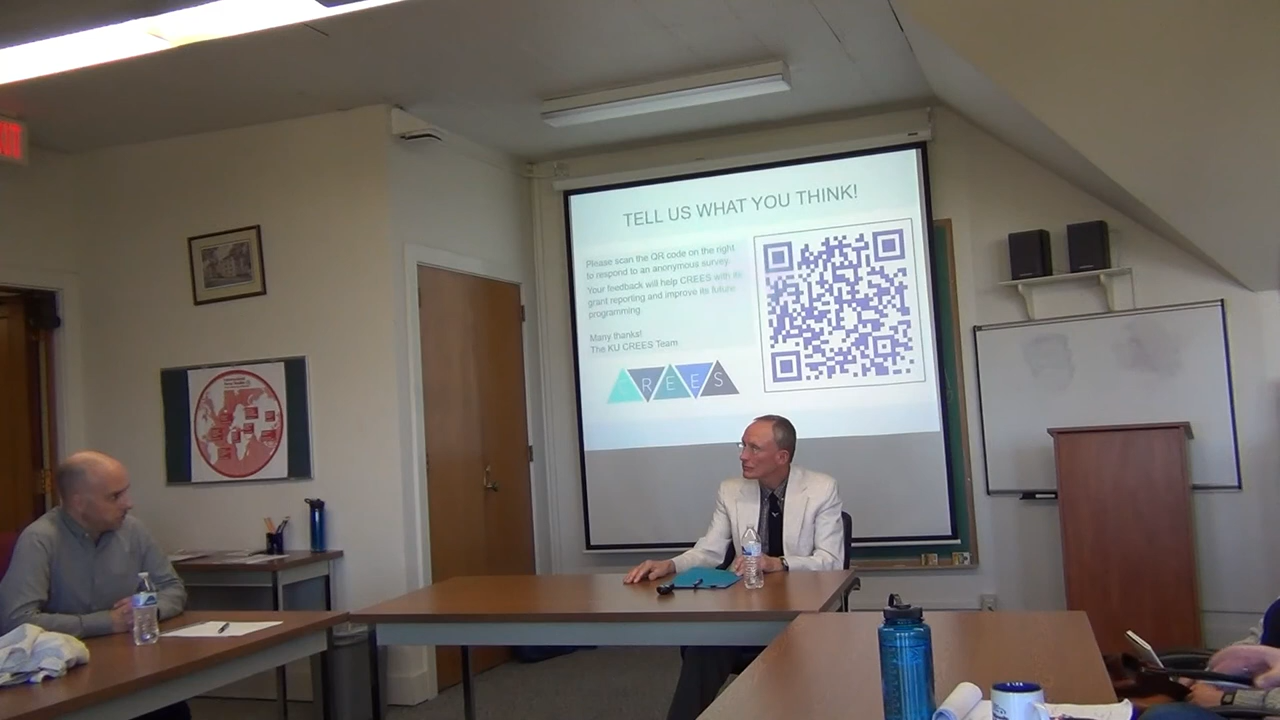 TELL US WHAT YOU THINK!
Please scan the QR code on the right
to respond to an anonymous survey.
Your feedback will help CREES with its
grant reporting and improve its future
programming
Many thanks!
The KU CREES Team
CREES